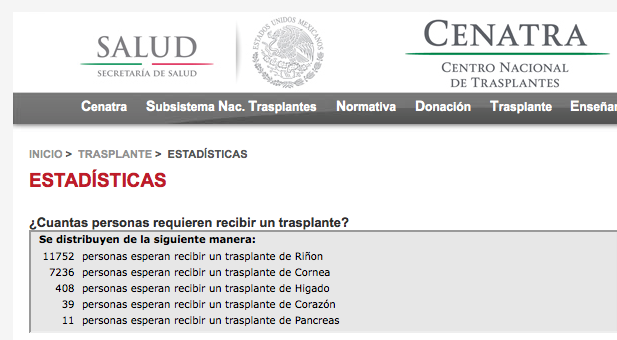 SALUD
SECRETARÍA DE SALUD
ESTADOS UNIDOS MEXICANOS
CENATRA
CENTRO NACIONAL
DE TRASPLANTES
Cenatra Subsistema Nac. Trasplantes Normativa Donación Trasplante Enseñan
INICIO > TRASPLANTE > ESTADÍSTICAS
ESTADÍSTICAS
¿Cuantas personas requieren recibir un trasplante?
Se distribuyen de la siguiente manera:
11752 personas esperan recibir un trasplante de Riñon
7236 personas esperan recibir un trasplante de Cornea
408 personas esperan recibir un trasplante de Higado
39 personas esperan recibir un trasplante de Corazón
11 personas esperan recibir un trasplante de Pancreas